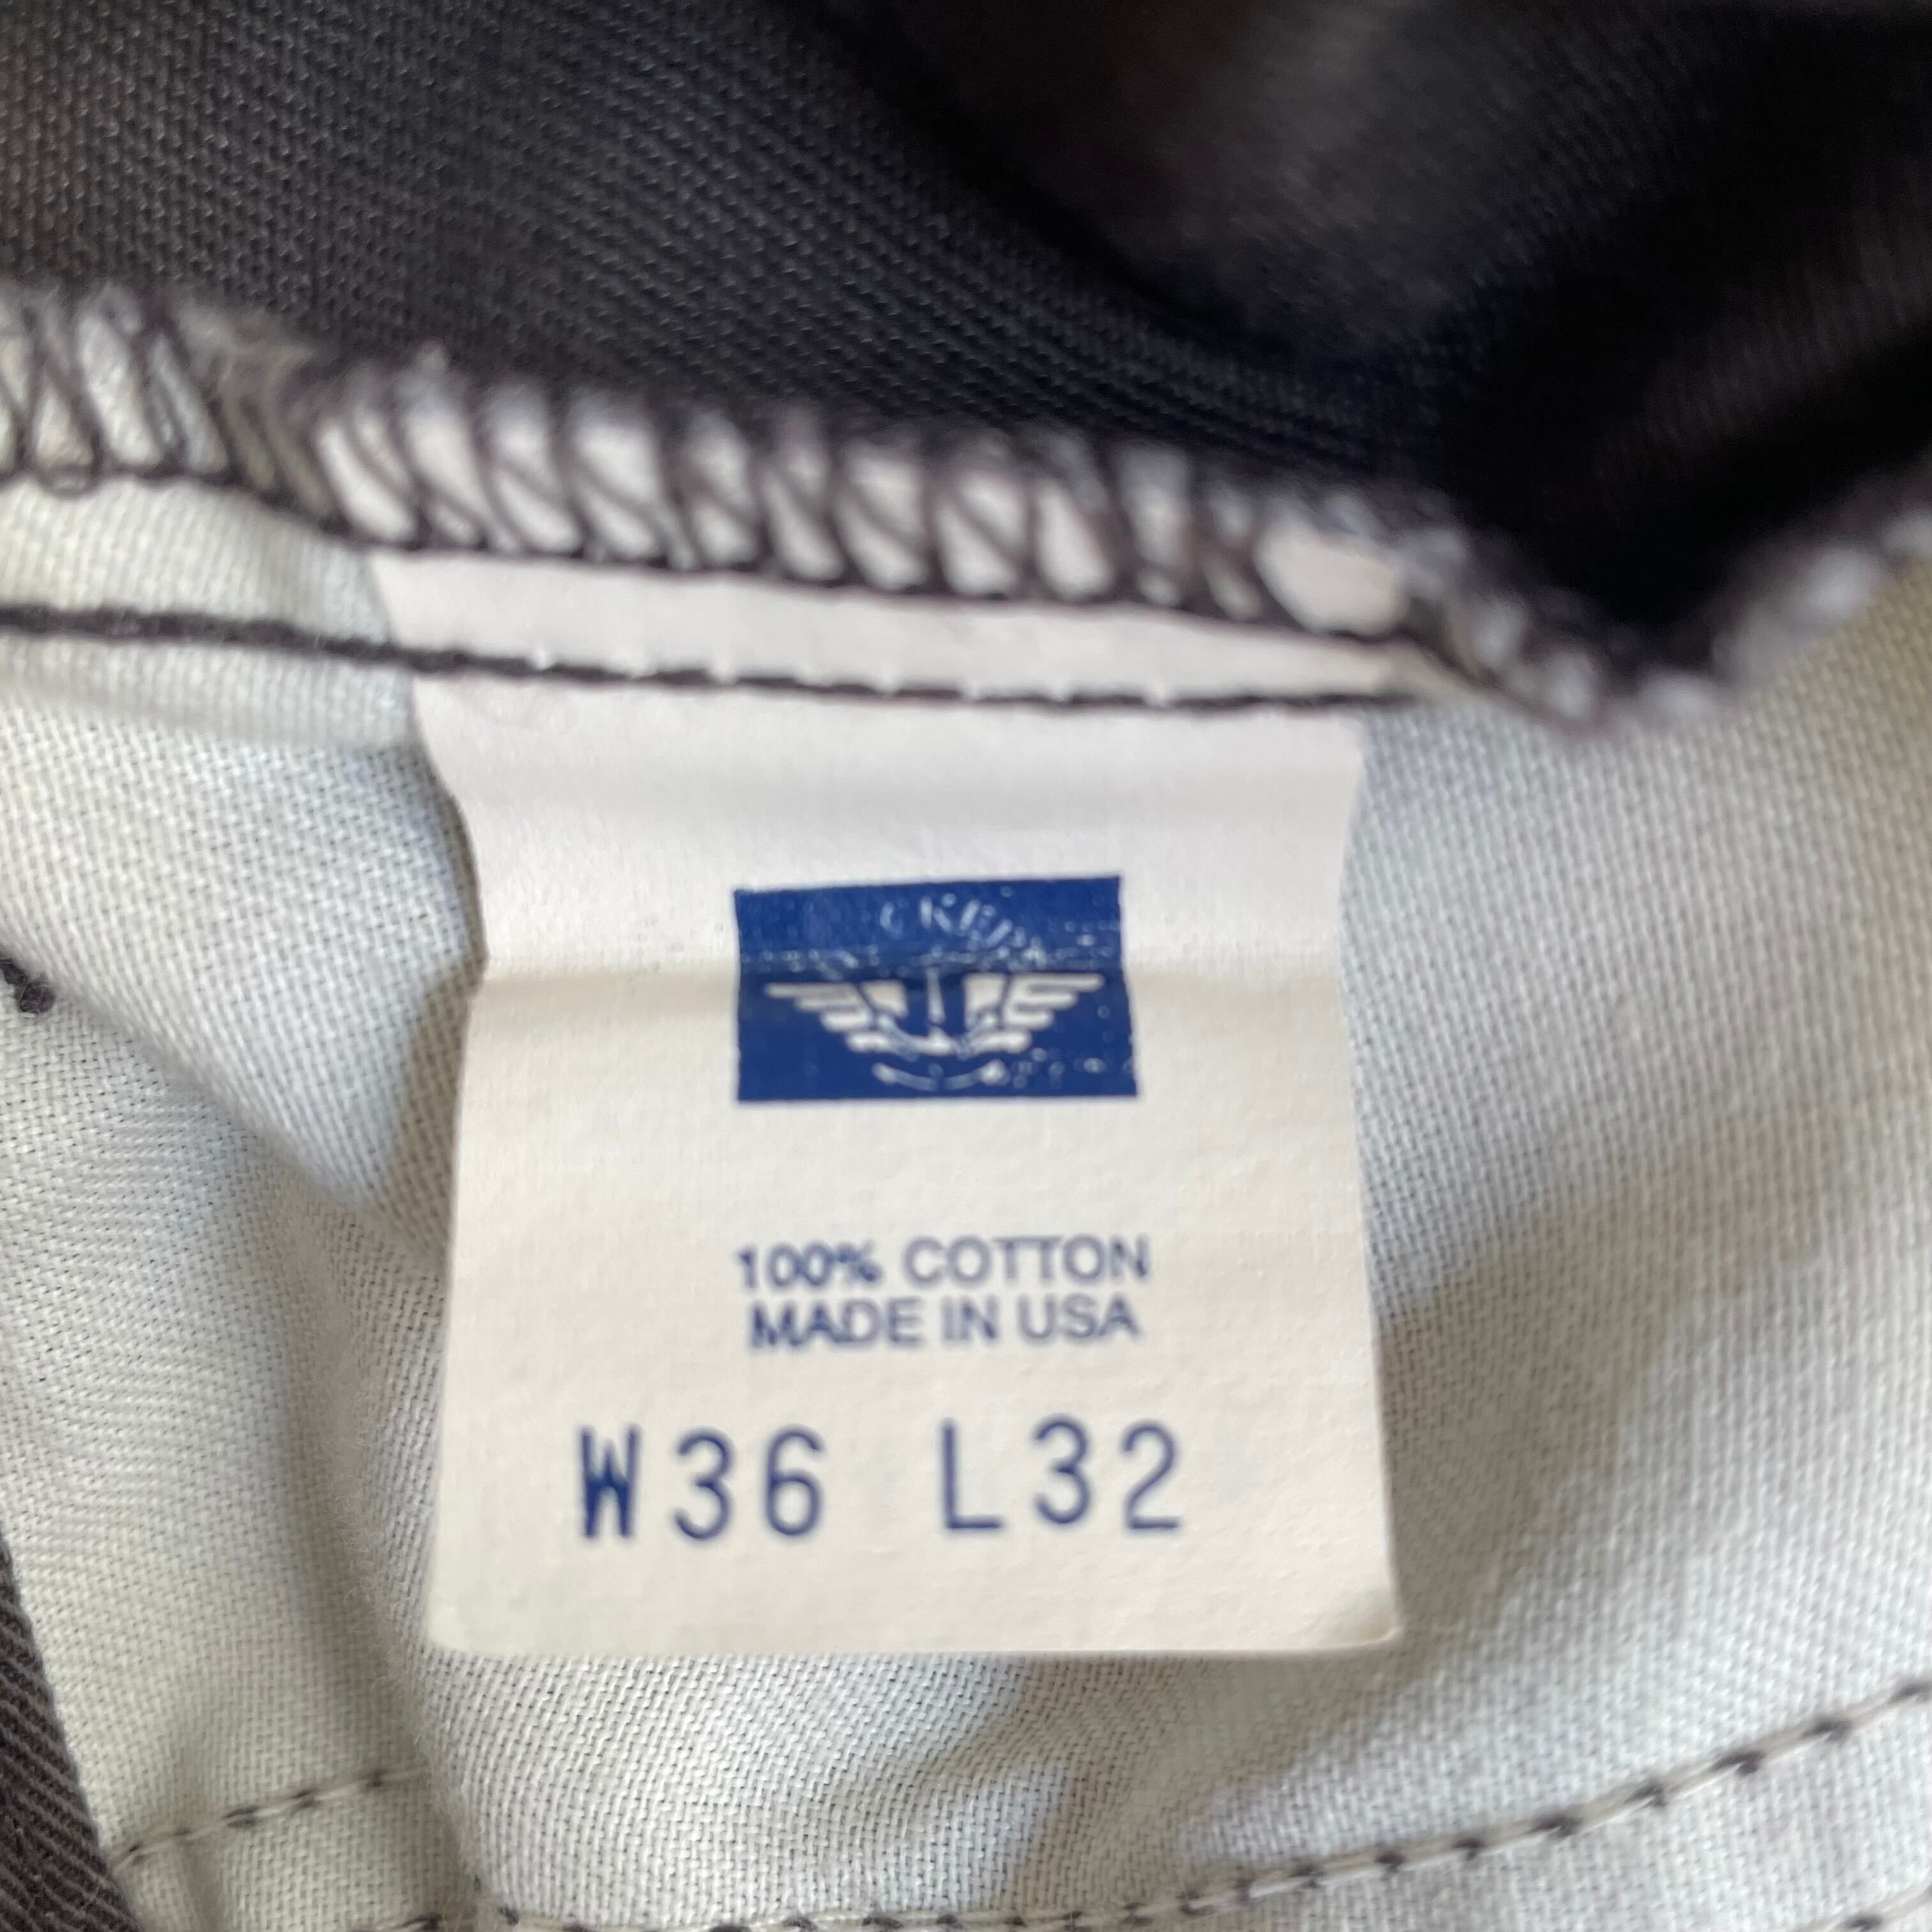 100% COTTON
MADE IN USA
W36 L32